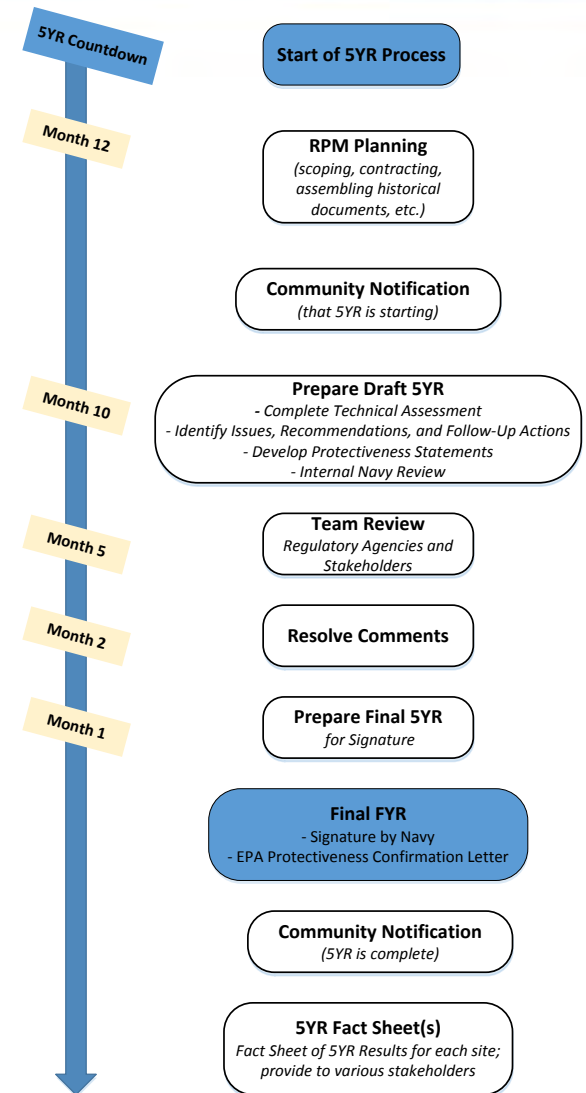 5YR Countdown
Start of 5YR Process
Month 12
RPM Planning
(scoping, contracting,
assembling historical
documents, etc.)
Community Notification
(that 5YR is starting)
Month 10
Prepare Draft 5YR
- Complete Technical Assessment
- Identify Issues, Recommendations, and Follow-Up Actions
- Develop Protectiveness Statements
- Internal Navy Review
Month 5
Team Review
Regulatory Agencies and
Stakeholders
Month 2
Resolve Comments
Month 1
Prepare Final 5YR
for Signature
Final FYR
- Signature by Navy
- EPA Protectiveness Confirmation Letter
Community Notification
(5YR is complete)
5YR Fact Sheet(s)
Fact Sheet of 5YR Results for each site;
provide to various stakeholders